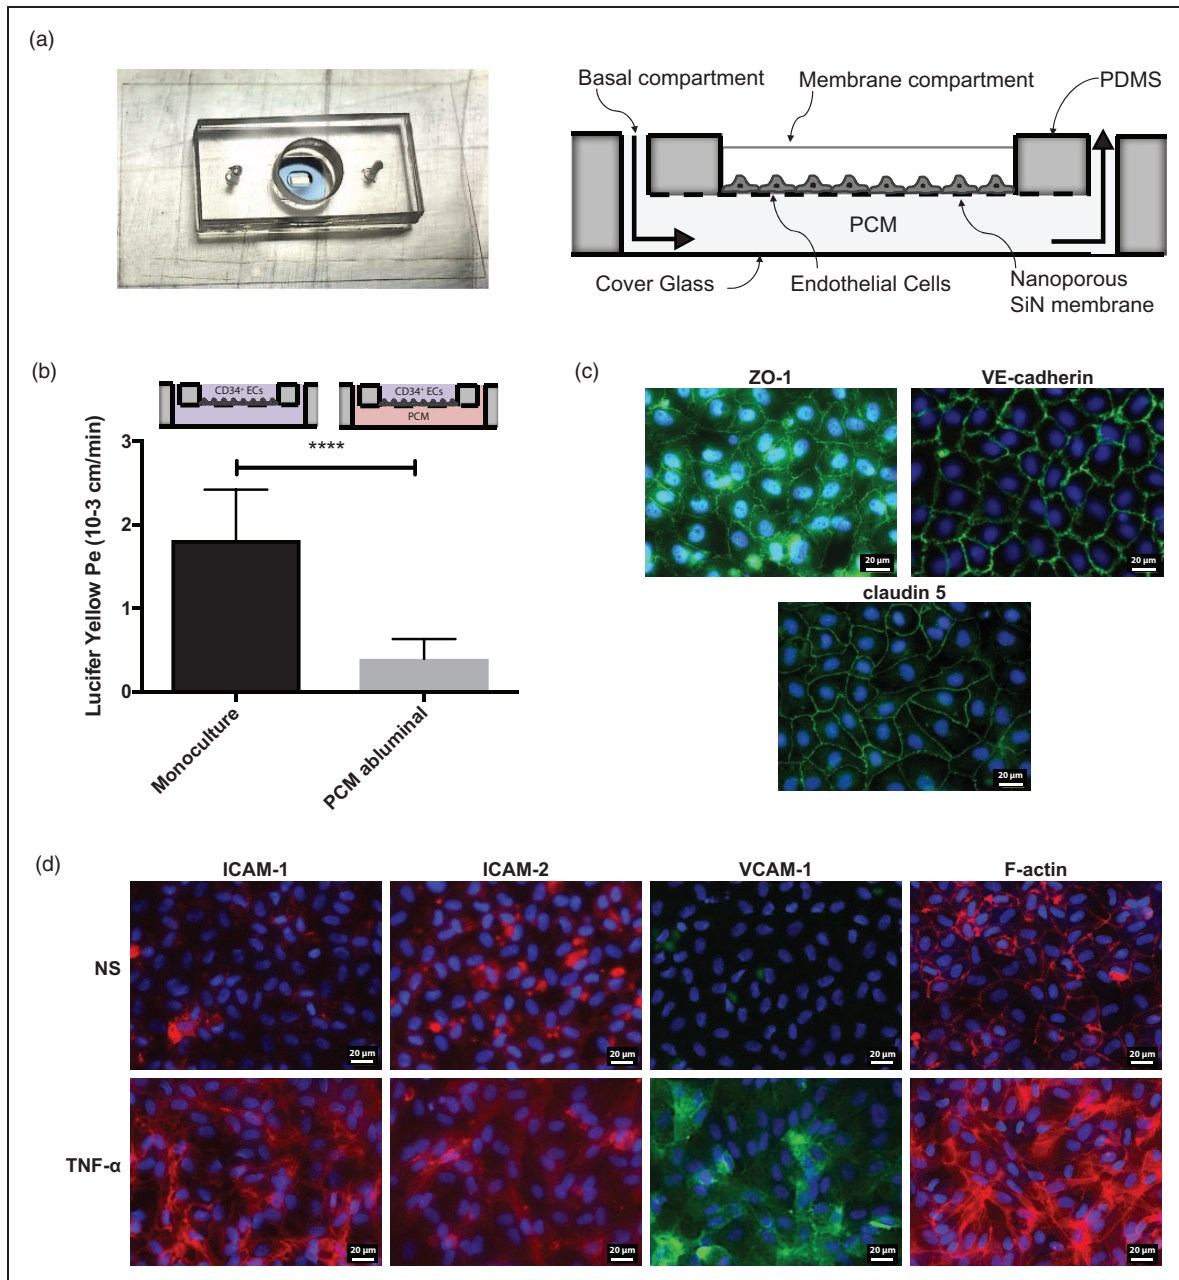 (a)
Basal compartment
Membrane compartment
PDMS
PCM
Cover Glass
Endothelial Cells
Nanoporous
SiN membrane
(b)
CD34⁺ ECs
CD34⁺ ECs
PCM
3
2
1
0
Lucifer Yellow Pe (10-3 cm/min)
****
Monoculture
PCM abluminal
(c)
ZO-1
VE-cadherin
20 µm
20 µm
claudin 5
20 µm
(d)
ICAM-1
ICAM-2
VCAM-1
F-actin
NS
20 µm
20 µm
20 µm
20 µm
TNF-α
20 µm
20 µm
20 µm
20 µm